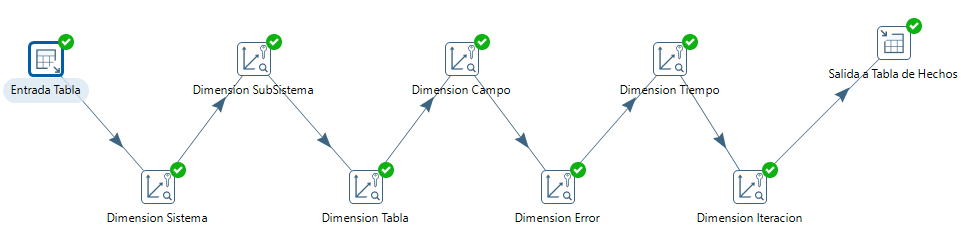 Entrada Tabla
Dimension Sistema
Dimension SubSistema
Dimension Tabla
Dimension Campo
Dimension Error
Dimension Tiempo
Dimension Iteracion
Salida a Tabla de Hechos